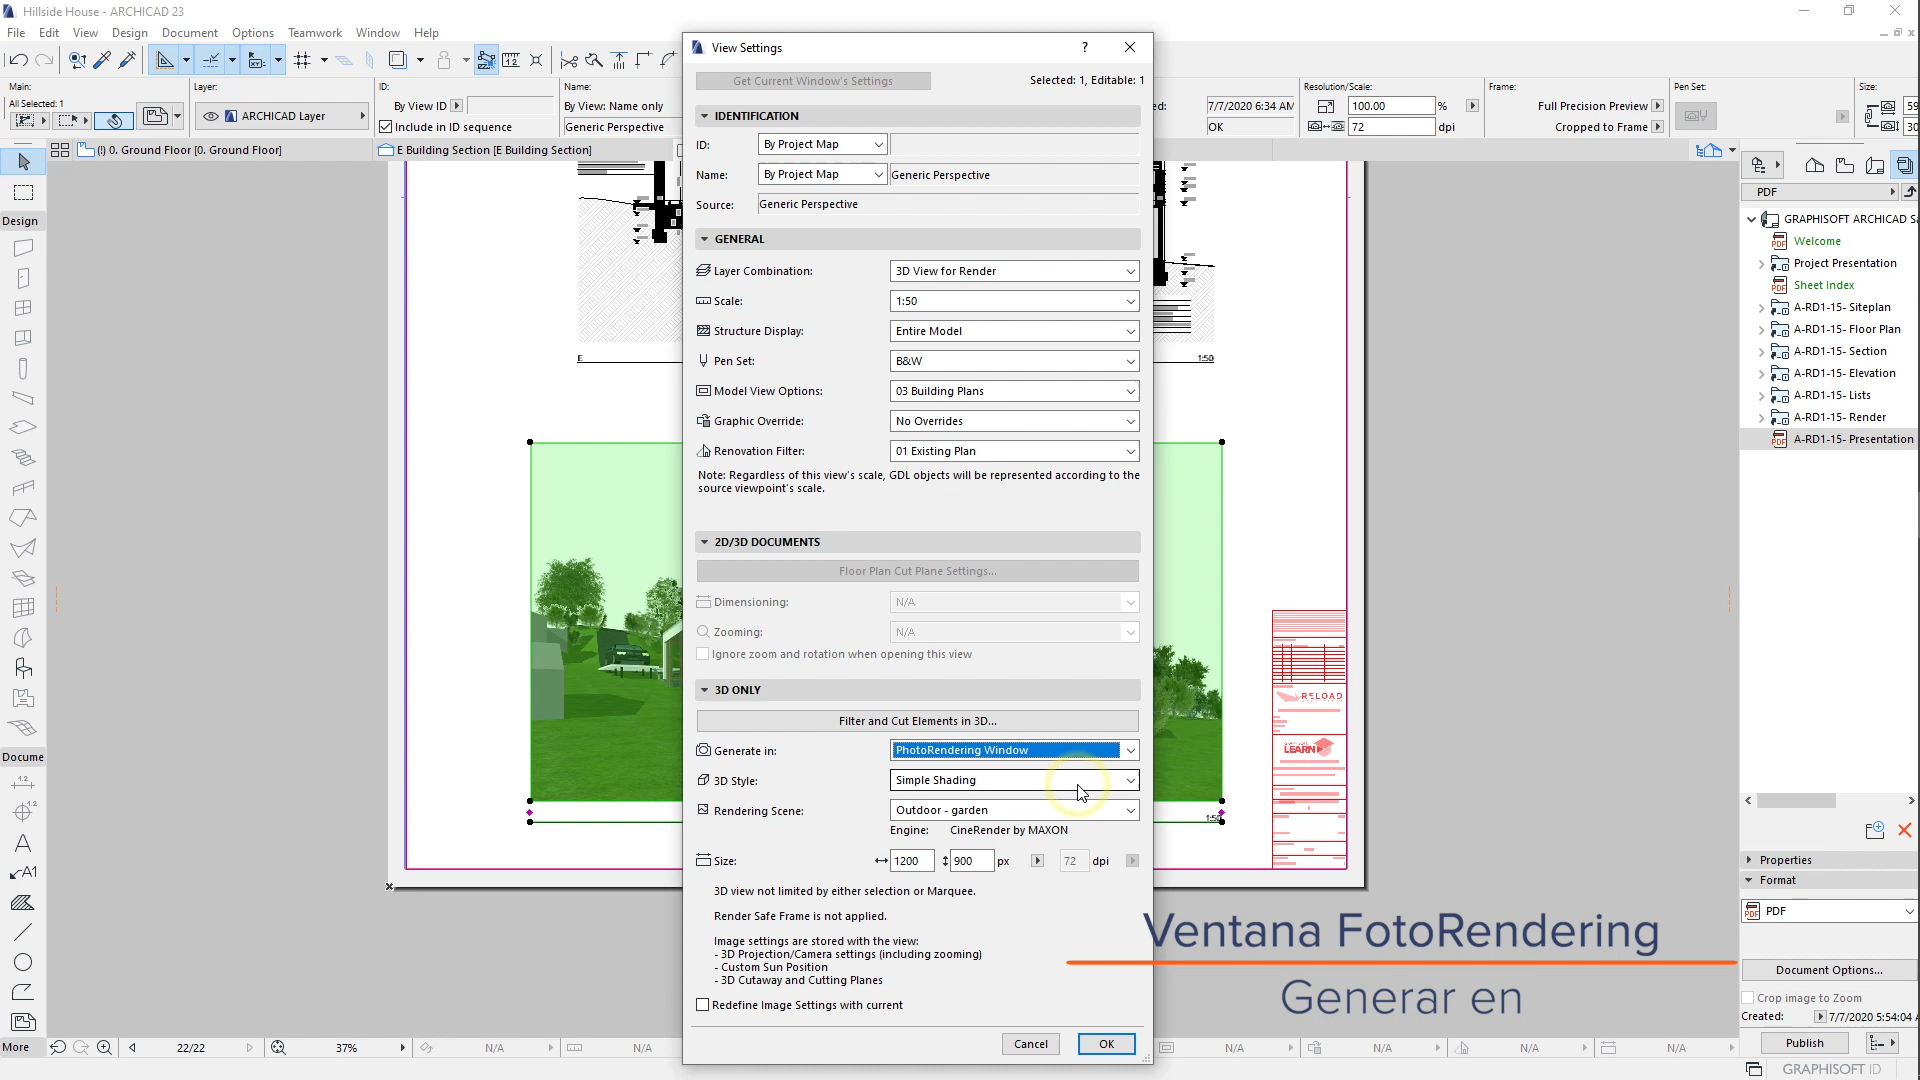 Hillside House - ARCHICAD 23
File Edit View Design Document Options Teamwork Window Help
Main:
All Selected: 1
Layer:
ARCHICAD Layer
ID:
By View ID
Include in ID sequence
Name:
By View: Name only
Generic Perspective
7/7/2020 6:34 AM
OK
Resolution/Scale:
100.00 %
72 dpi
Frame:
Full Precision Preview
Cropped to Frame
Pen Set:
Size:
(!) 0. Ground Floor [0. Ground Floor]
E Building Section [E Building Section]
Design
Docume
More
View Settings
Get Current Window's Settings
Selected: 1, Editable: 1
IDENTIFICATION
ID: By Project Map
Name: By Project Map Generic Perspective
Source: Generic Perspective
GENERAL
Layer Combination: 3D View for Render
Scale: 1:50
Structure Display: Entire Model
Pen Set: B&W
Model View Options: 03 Building Plans
Graphic Override: No Overrides
Renovation Filter: 01 Existing Plan
Note: Regardless of this view's scale, GDL objects will be represented according to the
source viewpoint's scale.
2D/3D DOCUMENTS
Floor Plan Cut Plane Settings...
Dimensioning: N/A
Zooming: N/A
Ignore zoom and rotation when opening this view
3D ONLY
Filter and Cut Elements in 3D...
Generate in: PhotoRendering Window
3D Style: Simple Shading
Rendering Scene: Outdoor - garden
Engine: CineRender by MAXON
Size: 1200 900 px 72 dpi
3D view not limited by either selection or Marquee.
Render Safe Frame is not applied.
Image settings are stored with the view:
- 3D Projection/Camera settings (including zooming)
- Custom Sun Position
- 3D Cutaway and Cutting Planes
Redefine Image Settings with current
Cancel OK
E
1:50
1:50
RELOAD
LEARN
Ventana FotoRendering
Generar en
PDF
GRAPHISOFT ARCHICAD Sa
Welcome
Project Presentation
Sheet Index
A-RD1-15- Siteplan
A-RD1-15- Floor Plan
A-RD1-15- Section
A-RD1-15- Elevation
A-RD1-15- Lists
A-RD1-15- Render
A-RD1-15- Presentation
Properties
Format
PDF
Document Options...
Crop image to Zoom
Created: 7/7/2020 5:54:04
Publish
22/22 37% N/A N/A N/A N/A N/A N/A
GRAPHISOFT ID